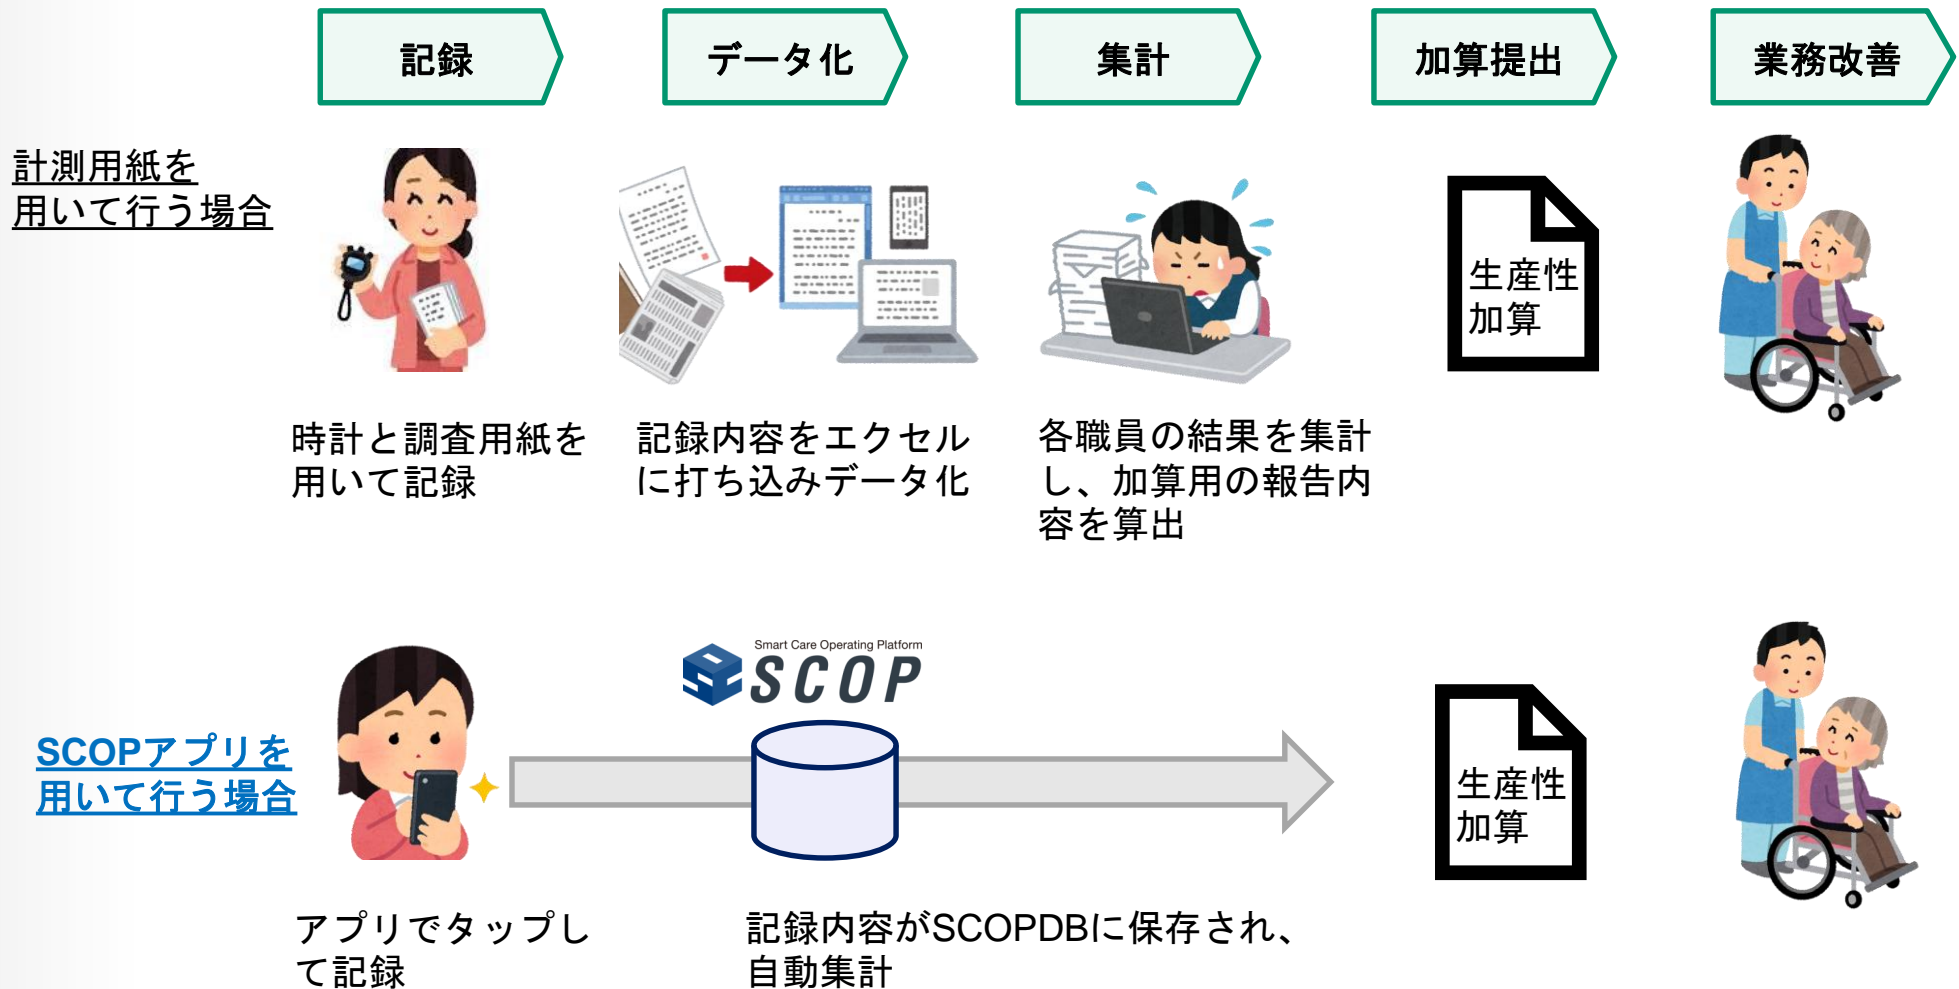 記録
データ化
集計
加算提出
業務改善
計測用紙を
用いて行う場合
生産性
加算
時計と調査用紙を
用いて記録
記録内容をエクセル
に打ち込みデータ化
各職員の結果を集計
し、加算用の報告内
容を算出
Smart Care Operating Platform
SCOP
SCOPアプリを
用いて行う場合
生産性
加算
アプリでタップし
て記録
記録内容がSCOPDBに保存され、
自動集計